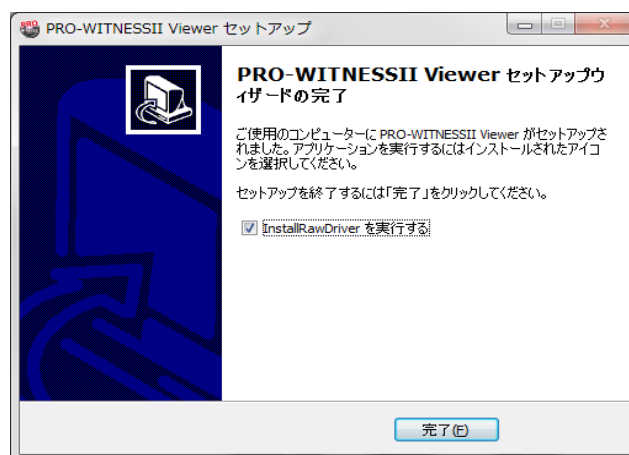 PRO-WITNESSII Viewer セットアップ
PRO-WITNESSII Viewer セットアップウ
ィザードの完了
ご使用のコンピューターに PRO-WITNESSII Viewer がセットアップさ
れました。アプリケーションを実行するにはインストールされたアイコ
ンを選択してください。
セットアップを終了するには「完了」をクリックしてください。
InstallRawDriver を実行する
完了(F)